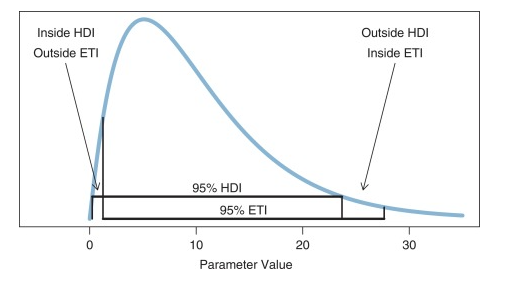 Inside HDI
Outside ETI
Outside HDI
Inside ETI
95% HDI
95% ETI
0 10 20 30
Parameter Value